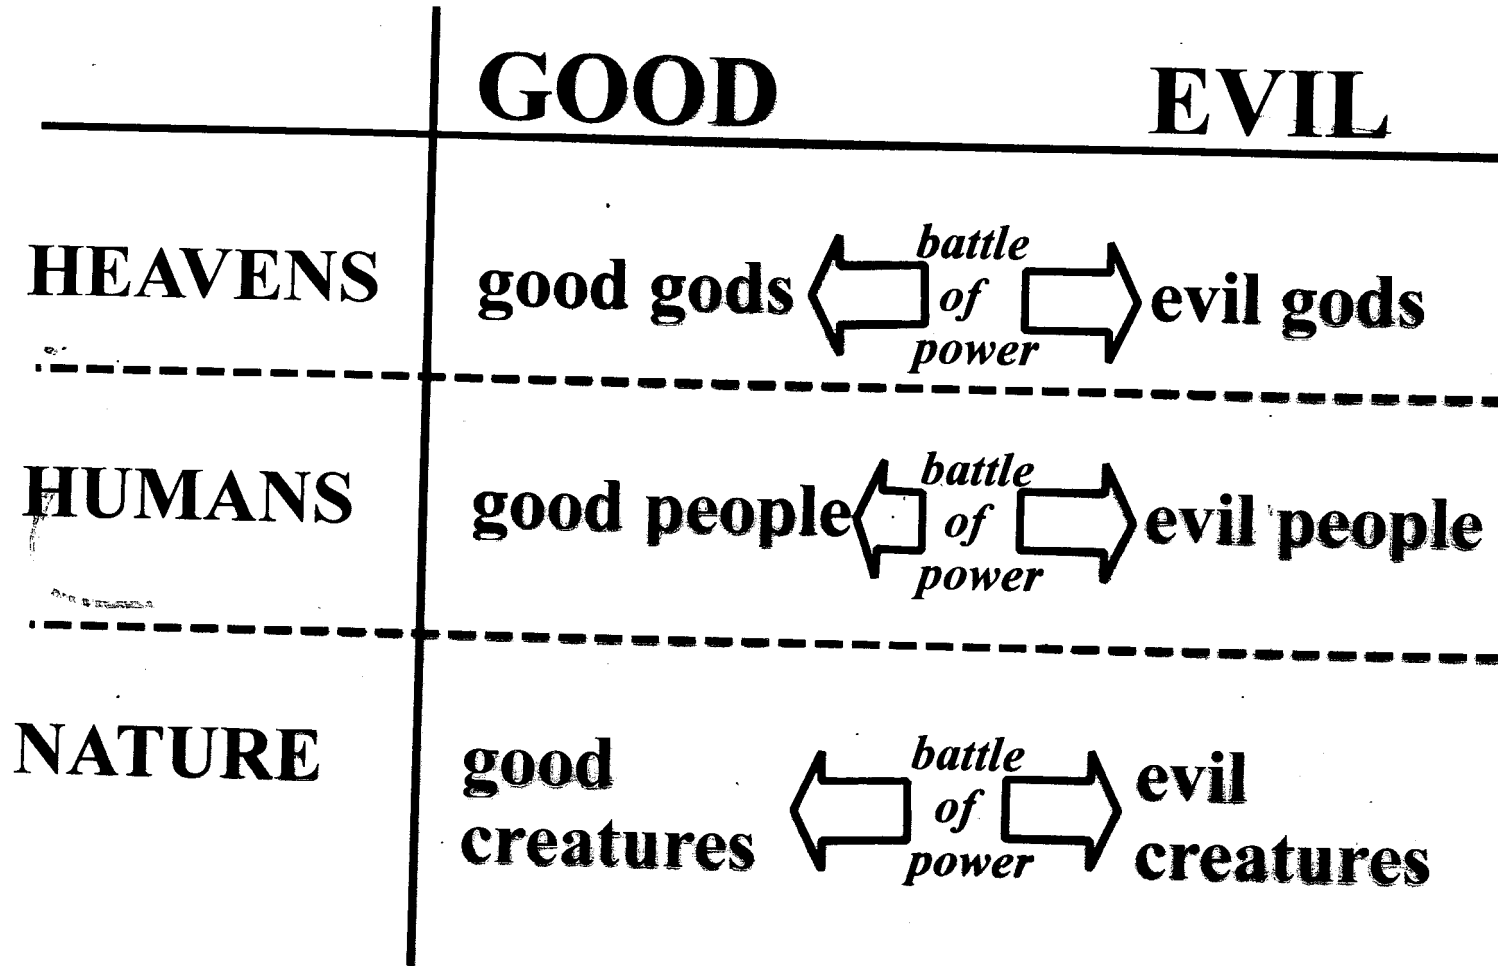 GOOD EVIL
HEAVENS good gods battle of power evil gods
HUMANS good people battle of power evil people
NATURE good creatures battle of power evil creatures